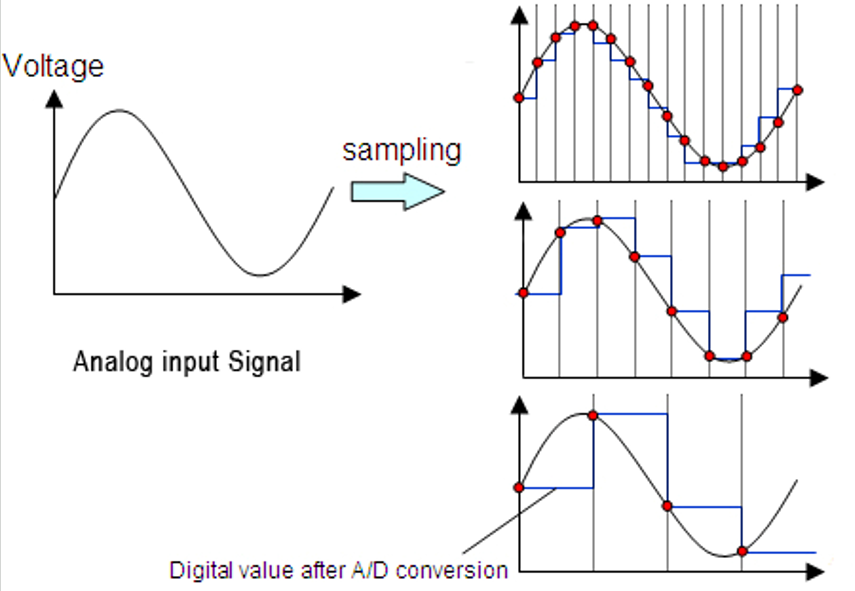 Voltage
sampling
Analog input Signal
Digital value after A/D conversion